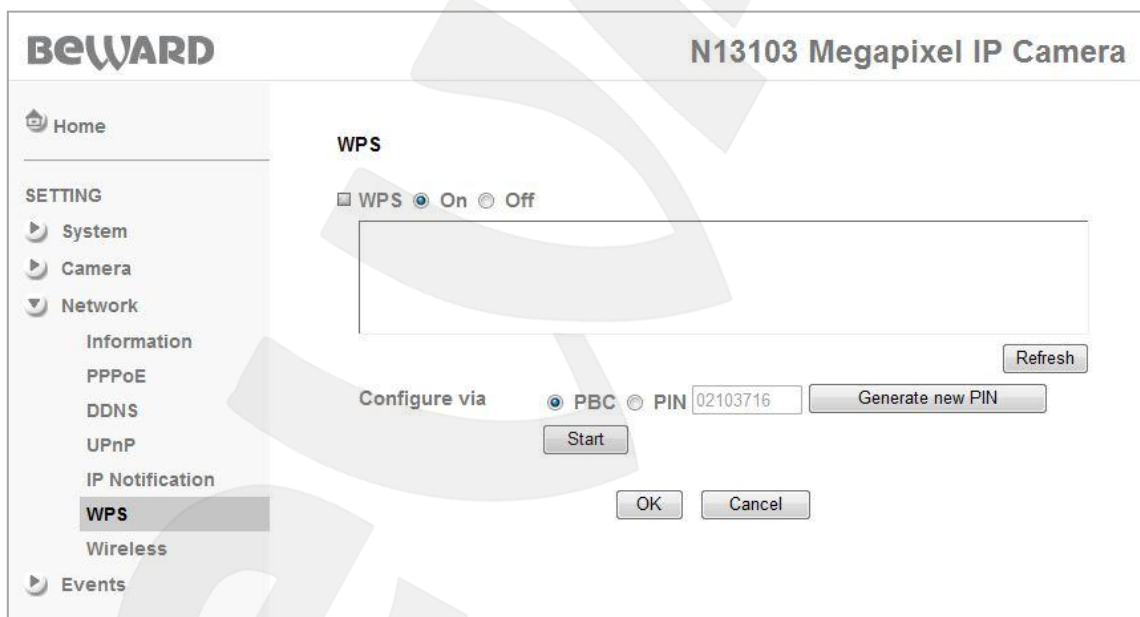 BEWARD
N13103 Megapixel IP Camera
Home
SETTING
System
Camera
Network
Information
PPPoE
DDNS
UPnP
IP Notification
WPS
Wireless
Events
WPS
WPS On Off
Refresh
Configure via PBC PIN 02103716 Generate new PIN
Start
OK Cancel